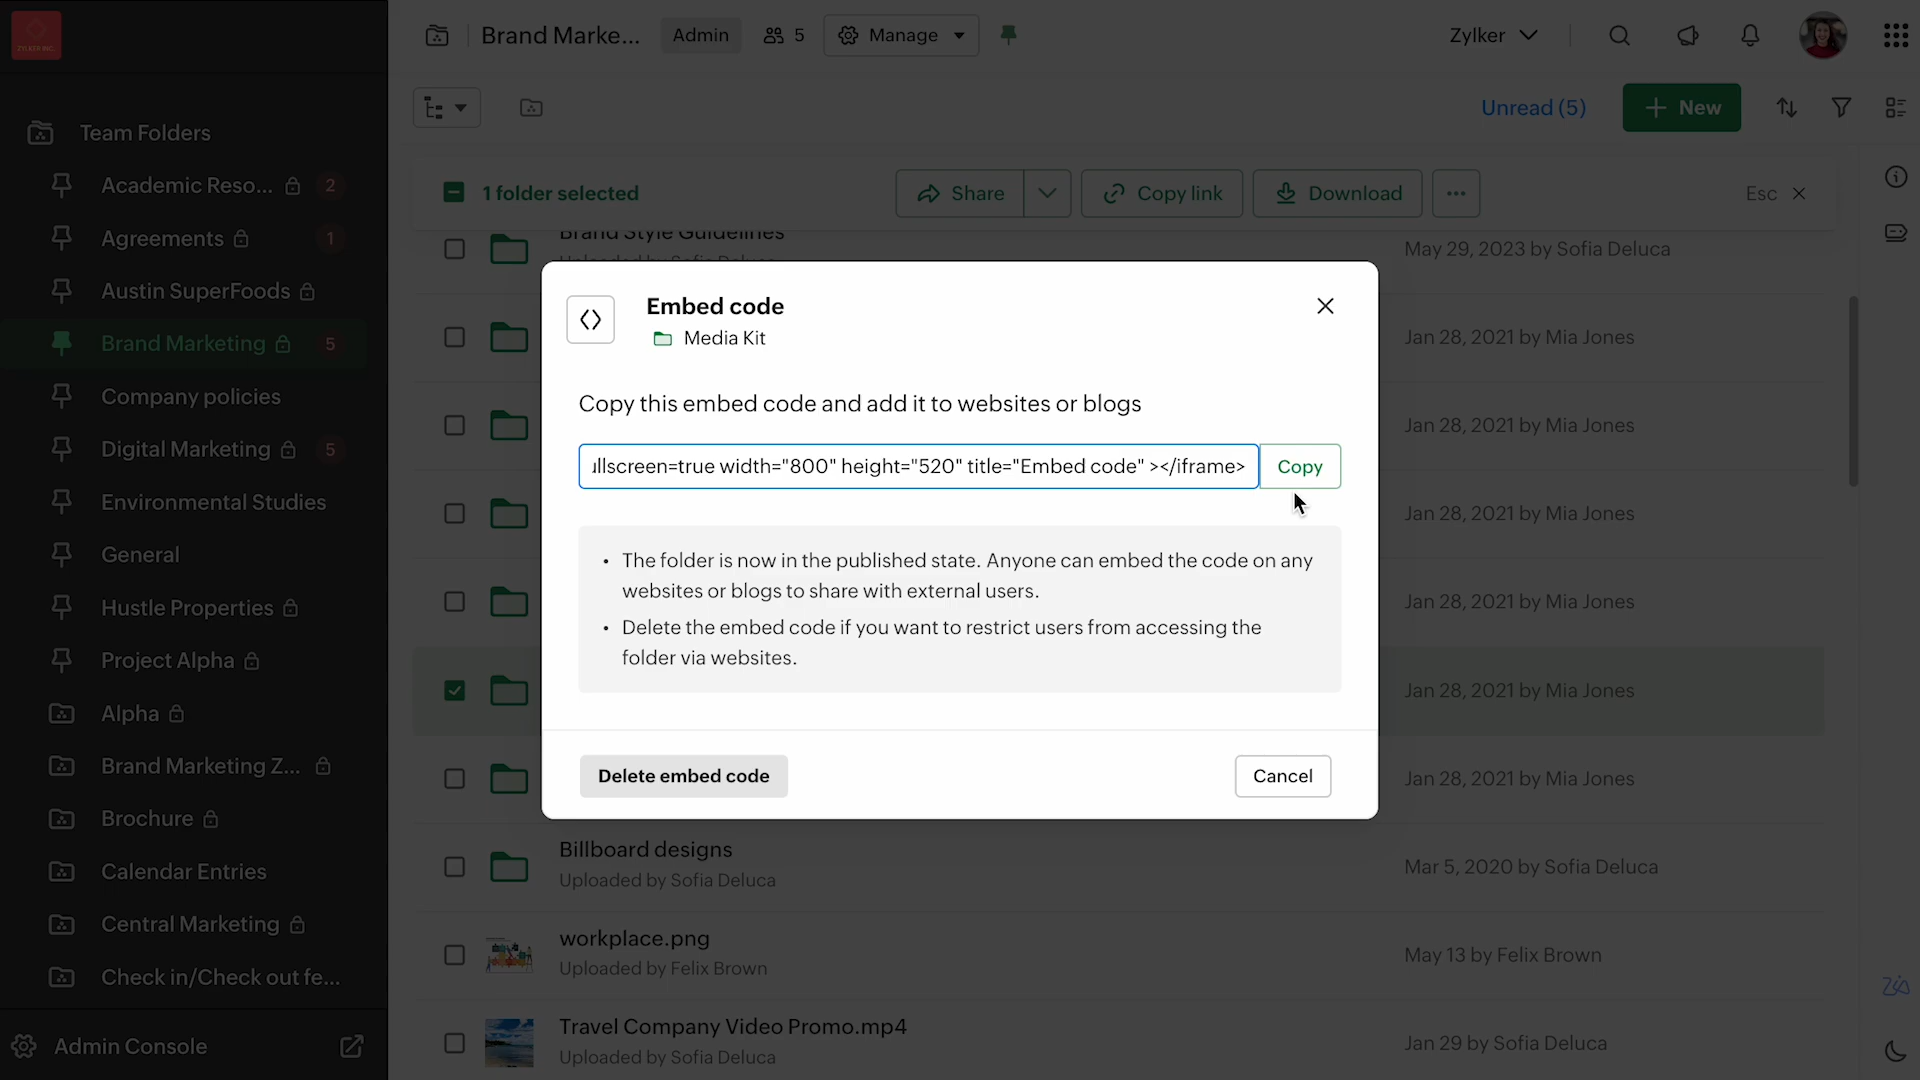 ZYLKER INC.
Brand Marke...
Admin
5
Manage
Zylker
Team Folders
Academic Reso...
2
Agreements
1
Austin SuperFoods
Brand Marketing
5
Company policies
Digital Marketing
5
Environmental Studies
General
Hustle Properties
Project Alpha
Alpha
Brand Marketing Z...
Brochure
Calendar Entries
Central Marketing
Check in/Check out fe...
Admin Console
Unread (5)
+ New
1 folder selected
Share
Copy link
Download
Esc
Brand Style Guidelines
May 29, 2023 by Sofia Deluca
Jan 28, 2021 by Mia Jones
Jan 28, 2021 by Mia Jones
Jan 28, 2021 by Mia Jones
Jan 28, 2021 by Mia Jones
Jan 28, 2021 by Mia Jones
Jan 28, 2021 by Mia Jones
Embed code
Media Kit
Copy this embed code and add it to websites or blogs
llscreen=true width="800" height="520" title="Embed code" ></iframe>
Copy
• The folder is now in the published state. Anyone can embed the code on any
websites or blogs to share with external users.
• Delete the embed code if you want to restrict users from accessing the
folder via websites.
Delete embed code
Cancel
Billboard designs
Uploaded by Sofia Deluca
Mar 5, 2020 by Sofia Deluca
workplace.png
Uploaded by Felix Brown
May 13 by Felix Brown
Travel Company Video Promo.mp4
Uploaded by Sofia Deluca
Jan 29 by Sofia Deluca